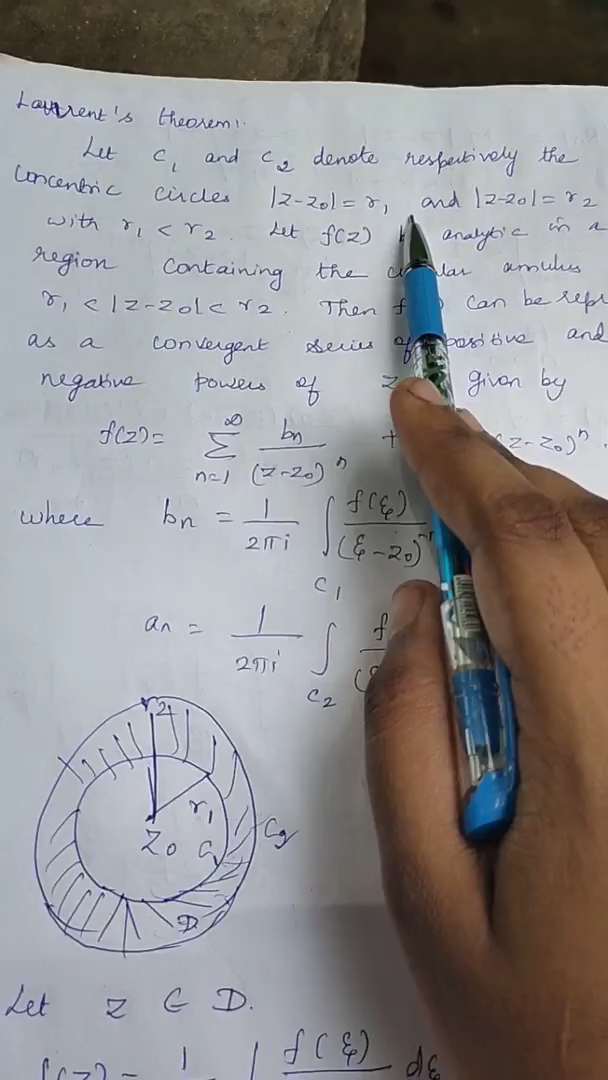 Laurent's theorem:
Let C₁ and C₂ denote respectively the
concentric circles |z-z₀| = r₁ and |z-z₀| = r₂
with r₁ < r₂. Let f(z) analytic in a
region containing the annulus
r₁ < |z-z₀| < r₂. Then can be
as a convergent series of positive and
negative powers of given by
f(z) = ∞ Σ n=1 bn/(z-z₀)^n + (z-z₀)^n.
where bn = 1/2πi ∫ C₁ f(ξ)/(ξ-z₀)
an = 1/2πi ∫ C₂
r₂
r₁
z₀
C₁
C₂
D
Let z ∈ D.
f(z) = 1 ∫ f(ξ) dξ